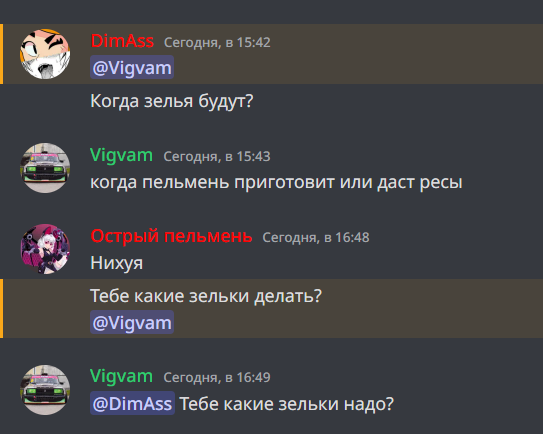 DimAss Сегодня, в 15:42
@Vigvam
Когда зелья будут?
Vigvam Сегодня, в 15:43
когда пельмень приготовит или даст ресы
Острый пельмень Сегодня, в 16:48
Нихуя
Тебе какие зельки делать?
@Vigvam
Vigvam Сегодня, в 16:49
@DimAss Тебе какие зельки надо?